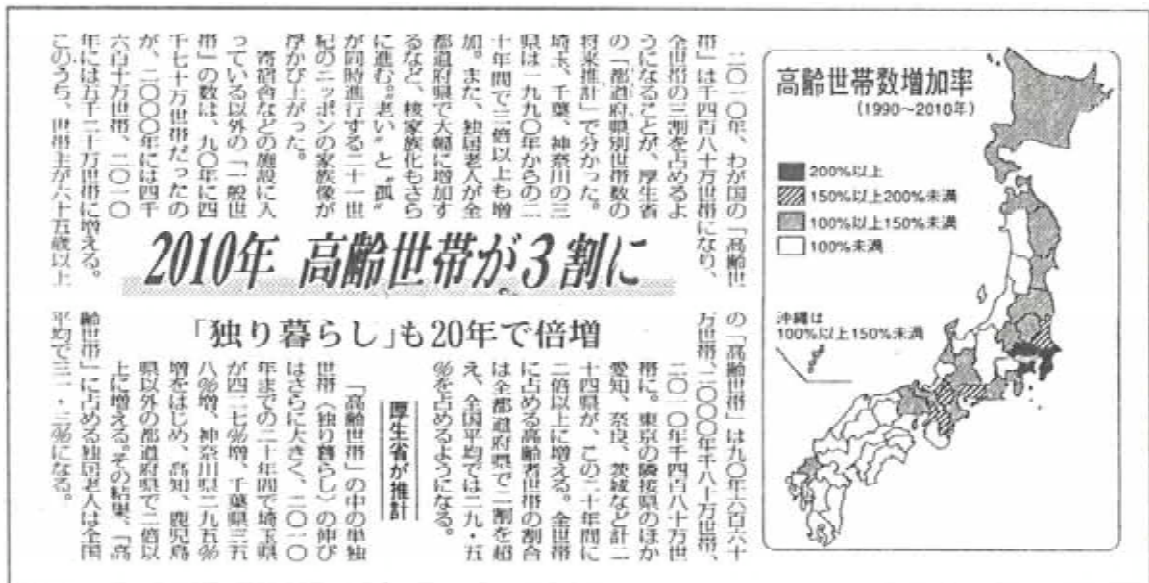 高齢世帯数増加率
(1990～2010年)
200%以上
150%以上200%未満
100%以上150%未満
100%未満
沖縄は
100%以上150%未満
2010年 高齢世帯が3割に
「独り暮らし」も20年で倍増
二〇一〇年、わが国の「高齢世
帯」は千四百八十万世帯になり、
全世帯の三割を占めるよ
うになることが、厚生省
の「都道府県別世帯数の
将来推計」で分かった。
埼玉、千葉、神奈川の三
県は一九九〇年からの二
十年間で三倍以上も増
加。また、独居老人が全
都道府県で大幅に増加す
るなど、核家族化もさら
に進む。“老い”と“孤”
が同時進行する二十一世
紀のニッポンの家族像が
浮かび上がった。
寄宿舎などの施設に入
っている以外の「一般世
帯」の数は、九〇年に四
千七十万世帯だったの
が、二〇〇〇年には四千
六百十万世帯、二〇一〇
年には五千二十万世帯に増える。
このうち、世帯主が六十五歳以上
の「高齢世帯」は九〇年六百六十
万世帯、二〇〇〇年千八十万世帯、
二〇一〇年千四百八十万世
帯に。東京の隣接県のほか
愛知、奈良、茨城など計二
十四県が、この二十年間に
二倍以上に増える。全世帯
に占める高齢者世帯の割合
は全都道府県で二割を超
え、全国平均では二九・五
％を占めるようになる。
厚生省が推計
「高齢世帯」の中の単独
世帯（独り暮らし）の伸び
はさらに大きく、二〇一〇
年までの二十年間で埼玉県
が四二七％増、千葉県三五
八％増、神奈川県二九五％
増をはじめ、高知、鹿児島
県以外の都道府県で二倍以
上に増える。その結果、「高
齢世帯」に占める独居老人は全国
平均で三一・三％になる。